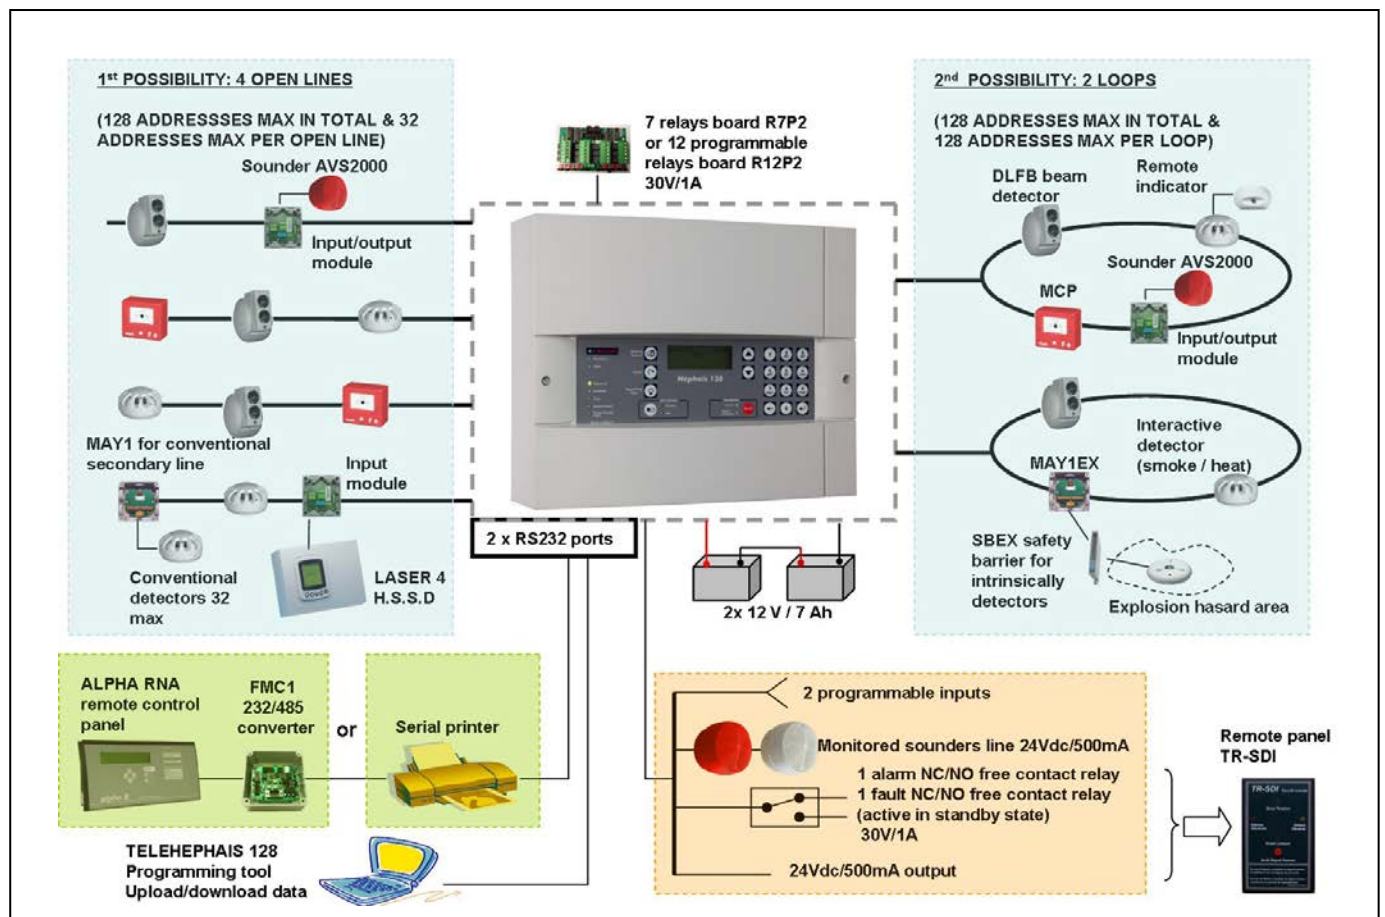 1st POSSIBILITY: 4 OPEN LINES
(128 ADDRESSSES MAX IN TOTAL & 32
ADDRESSES MAX PER OPEN LINE)
Sounder AVS2000
Input/output
module
MAY1 for conventional
secondary line
Input
module
Conventional
detectors 32
max
LASER 4
H.S.S.D
7 relays board R7P2
or 12 programmable
relays board R12P2
30V/1A
Néphaïs 128
2 x RS232 ports
2x 12 V / 7 Ah
2nd POSSIBILITY: 2 LOOPS
(128 ADDRESSES MAX IN TOTAL &
128 ADDRESSES MAX PER LOOP)
DLFB beam
detector
Remote
indicator
Sounder AVS2000
MCP
Input/output
module
Interactive
detector
(smoke / heat)
MAY1EX
SBEX safety
barrier for
intrinsically
detectors
Explosion hasard area
ALPHA RNA
remote control
panel
FMC1
232/485
converter
or
Serial printer
TELEHEPHAIS 128
Programming tool
Upload/download data
2 programmable inputs
Monitored sounders line 24Vdc/500mA
1 alarm NC/NO free contact relay
1 fault NC/NO free contact relay
(active in standby state)
30V/1A
24Vdc/500mA output
Remote panel
TR-SDI
TR-SDI